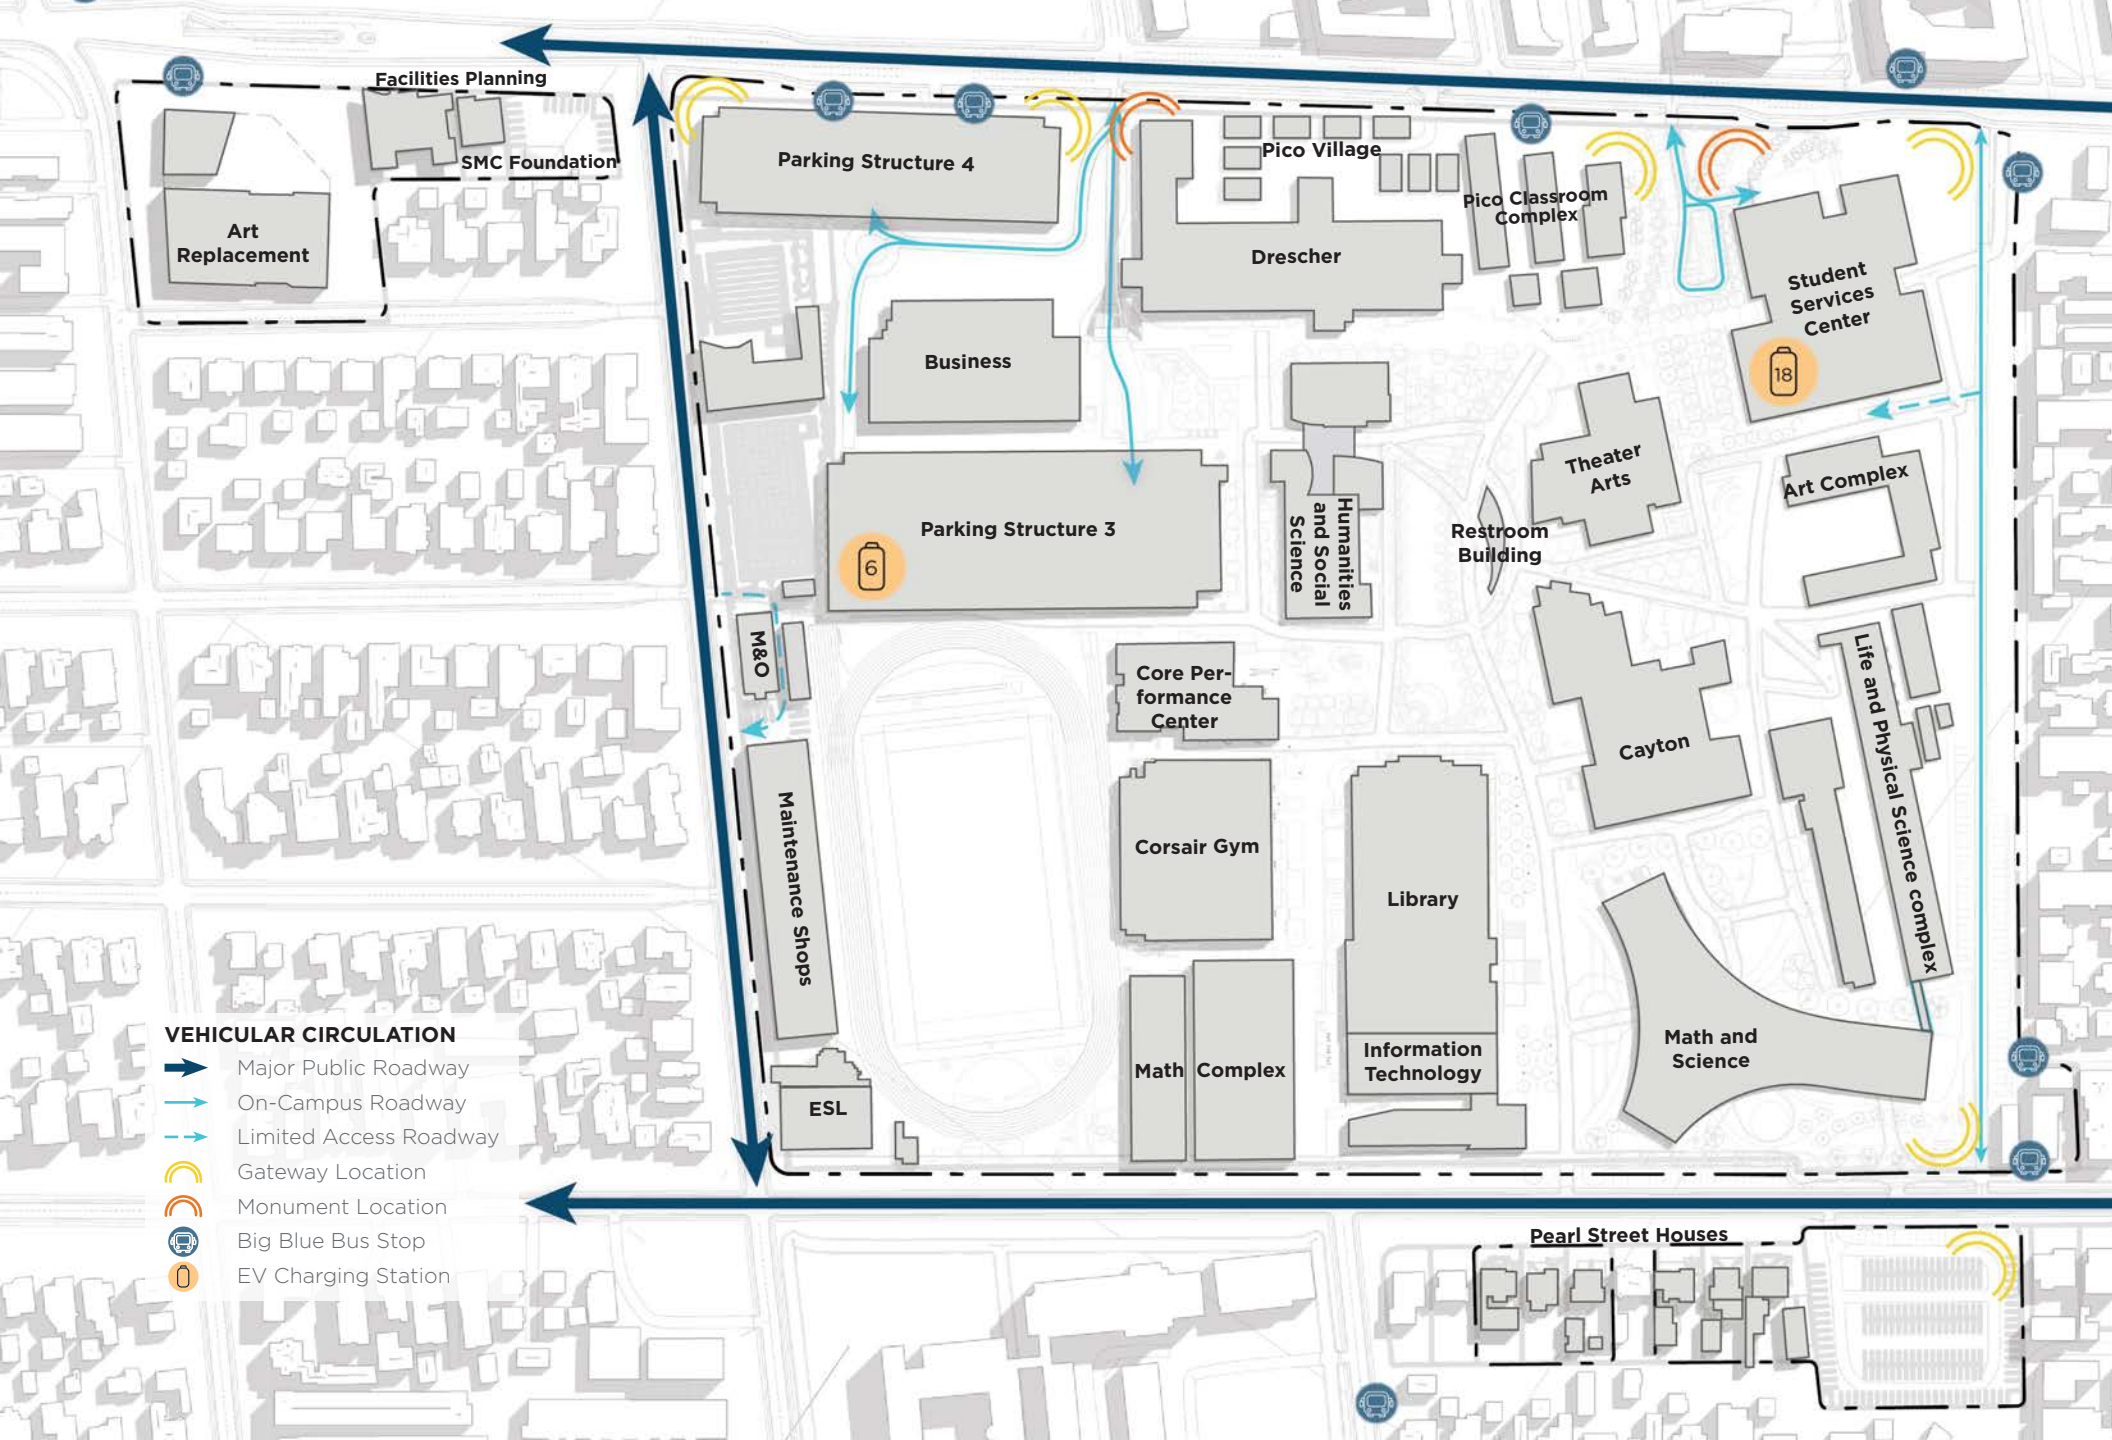 Facilities Planning
SMC Foundation
Art
Replacement
Parking Structure 4
Pico Village
Pico Classroom
Complex
Drescher
Student
Services
Center
18
Business
Theater
Arts
Art Complex
Parking Structure 3
6
Humanities
and Social
Science
Restroom
Building
M&O
Core Per-
formance
Center
Cayton
Life and Physical Science complex
Maintenance Shops
Corsair Gym
Library
Information
Technology
Math and
Science
Math
Complex
ESL
VEHICULAR CIRCULATION
Major Public Roadway
On-Campus Roadway
Limited Access Roadway
Gateway Location
Monument Location
Big Blue Bus Stop
EV Charging Station
Pearl Street Houses